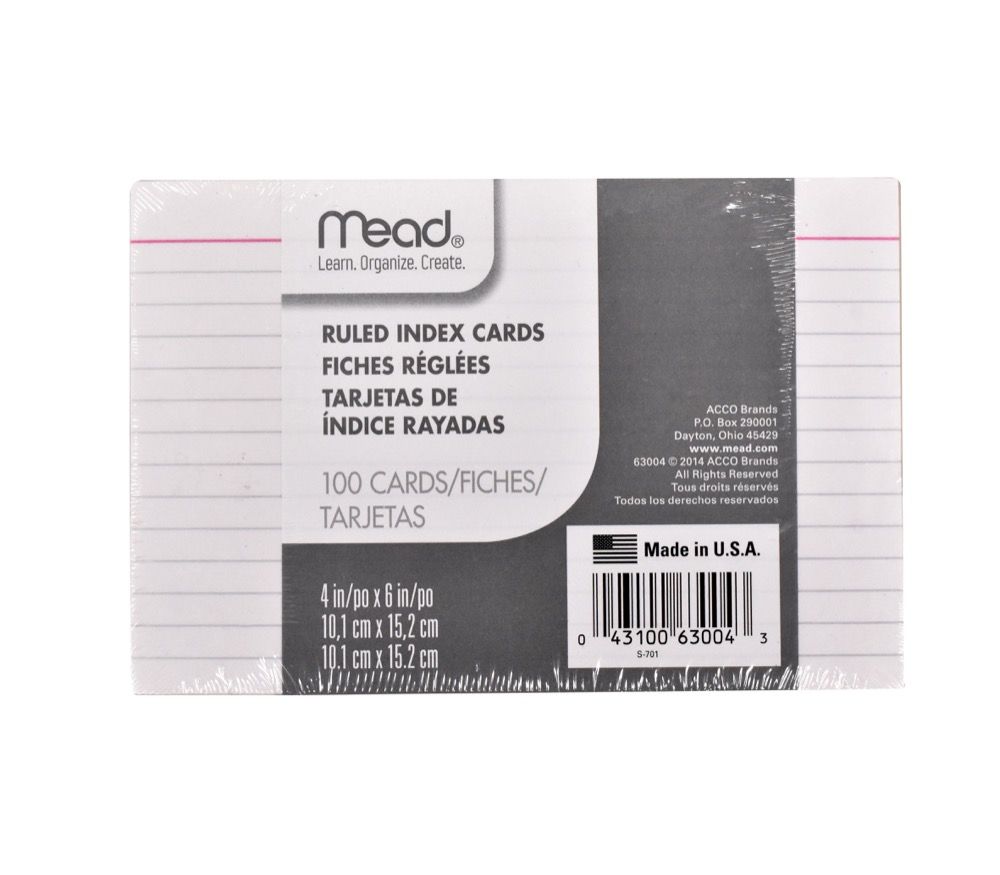 mead®
Learn. Organize. Create.
RULED INDEX CARDS
FICHES RÉGLÉES
TARJETAS DE
ÍNDICE RAYADAS
100 CARDS/FICHES/
TARJETAS
4 in/po x 6 in/po
10,1 cm x 15,2 cm
10.1 cm x 15.2 cm
ACCO Brands
P.O. Box 290001
Dayton, Ohio 45429
www.mead.com
63004 © 2014 ACCO Brands
All Rights Reserved
Tous droits réservés
Todos los derechos reservados
Made in U.S.A.
0 43100 63004 3
S-701